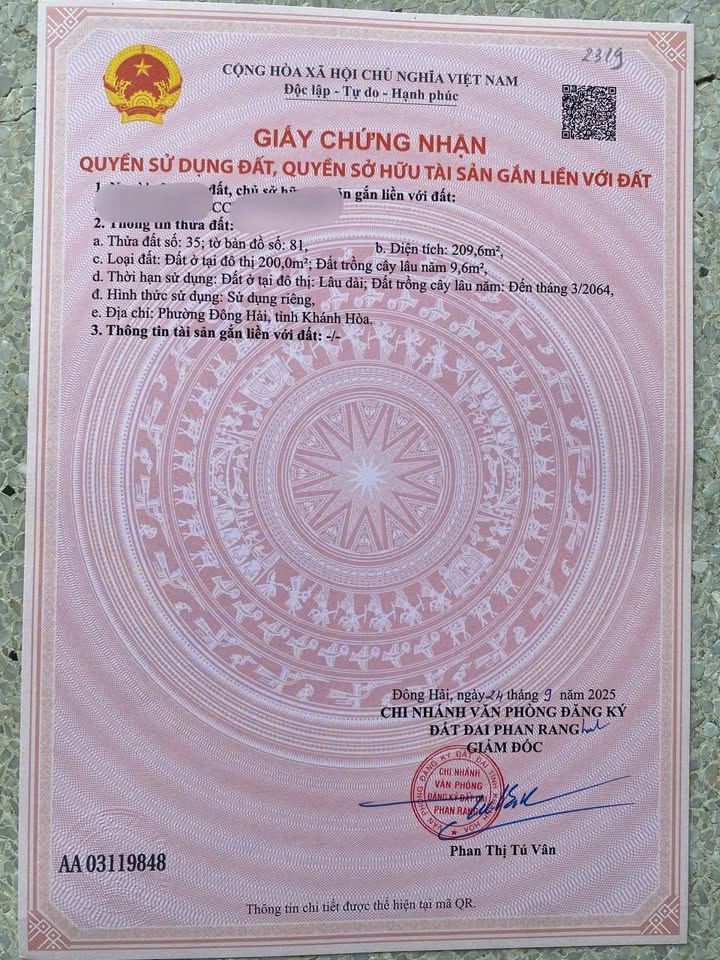 2319
CỘNG HÒA XÃ HỘI CHỦ NGHĨA VIỆT NAM
Độc lập - Tự do - Hạnh phúc
GIẤY CHỨNG NHẬN
QUYỀN SỬ DỤNG ĐẤT, QUYỀN SỞ HỮU TÀI SẢN GẮN LIỀN VỚI ĐẤT
1. đất, chủ sở gắn liền với đất:
CC
2. Thông tin thửa đất:
a. Thửa đất số: 35; tờ bản đồ số: 81, b. Diện tích: 209,6m²,
c. Loại đất: Đất ở tại đô thị 200,0m²; Đất trồng cây lâu năm 9,6m²,
d. Thời hạn sử dụng: Đất ở tại đô thị: Lâu dài; Đất trồng cây lâu năm: Đến tháng 3/2064,
đ. Hình thức sử dụng: Sử dụng riêng,
e. Địa chỉ: Phường Đông Hải, tỉnh Khánh Hòa.
3. Thông tin tài sản gắn liền với đất: -/-
Đông Hải, ngày 24 tháng 9 năm 2025
CHI NHÁNH VĂN PHÒNG ĐĂNG KÝ
ĐẤT ĐAI PHAN RANG
GIÁM ĐỐC
CHI NHÁNH
VĂN PHÒNG
ĐĂNG KÝ ĐẤT ĐAI
PHAN RANG
Phan Thị Tú Vân
AA 03119848
Thông tin chi tiết được thể hiện tại mã QR.